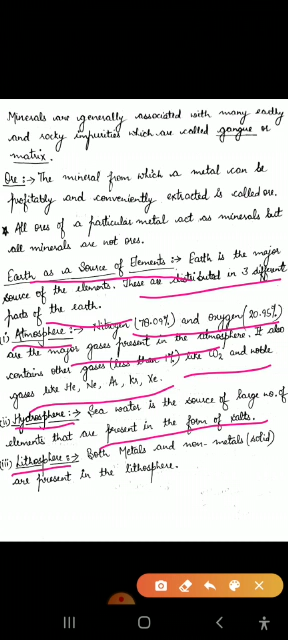 Minerals are generally associated with many eadly
and rocky impurities which are called gangue or
matrix.
Ore :→ The mineral from which a metal can be
profitably and conveniently extracted is called ore.
* All ores of a particular metal act as minerals but
all minerals are not ores.
Earth as a Source of Elements :→ Earth is the major
source of the elements. These are distributed in 3 different
parts of the earth.
(i) Atmosphere :→ Nitrogen (78.09%) and oxygen (20.95%)
are the major gases present in the atmosphere. It also
contains other gases (less than 1%) like CO2 and noble
gases like He, Ne, Ar, Kr, Xe.
(ii) Hydrosphere :→ Sea water is the source of large no. of
elements that are present in the form of salts.
(iii) Lithosphere :→ Both Metals and non-metals (solid)
are present in the lithosphere.